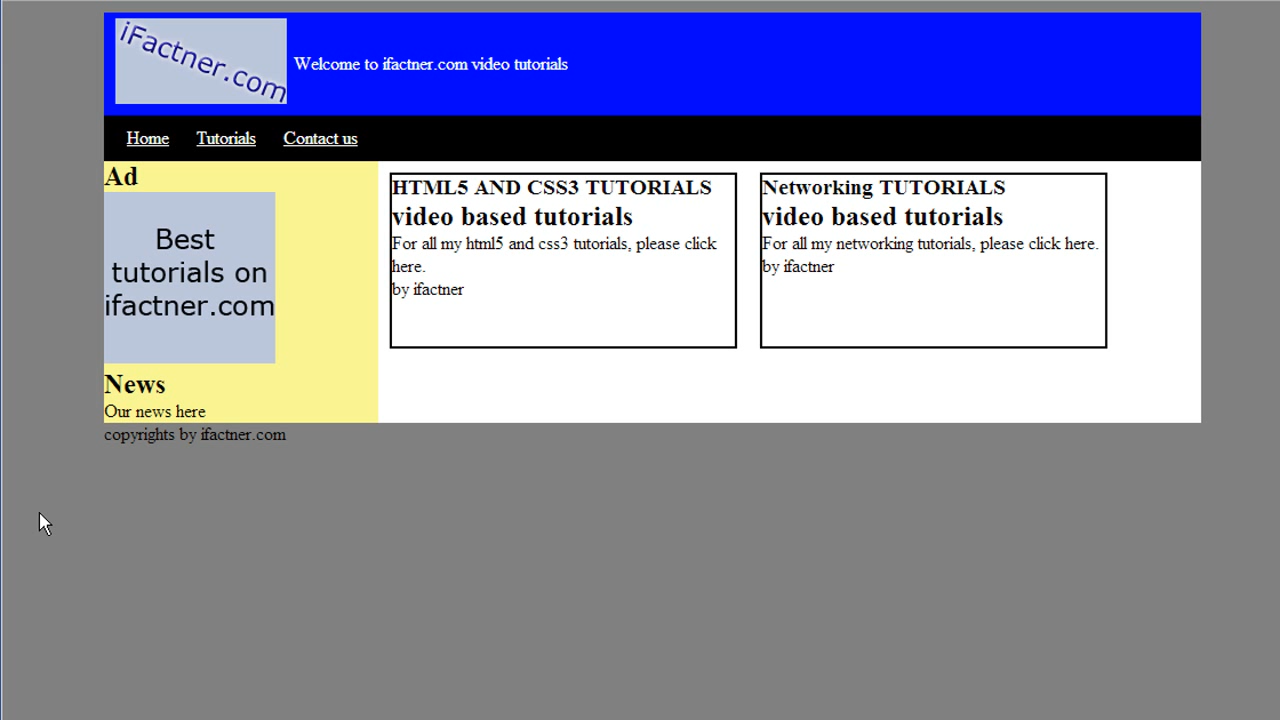 iFactner.com
Welcome to ifactner.com video tutorials
Home Tutorials Contact us
Ad
Best
tutorials on
ifactner.com
News
Our news here
HTML5 AND CSS3 TUTORIALS
video based tutorials
For all my html5 and css3 tutorials, please click
here.
by ifactner
Networking TUTORIALS
video based tutorials
For all my networking tutorials, please click here.
by ifactner
copyrights by ifactner.com